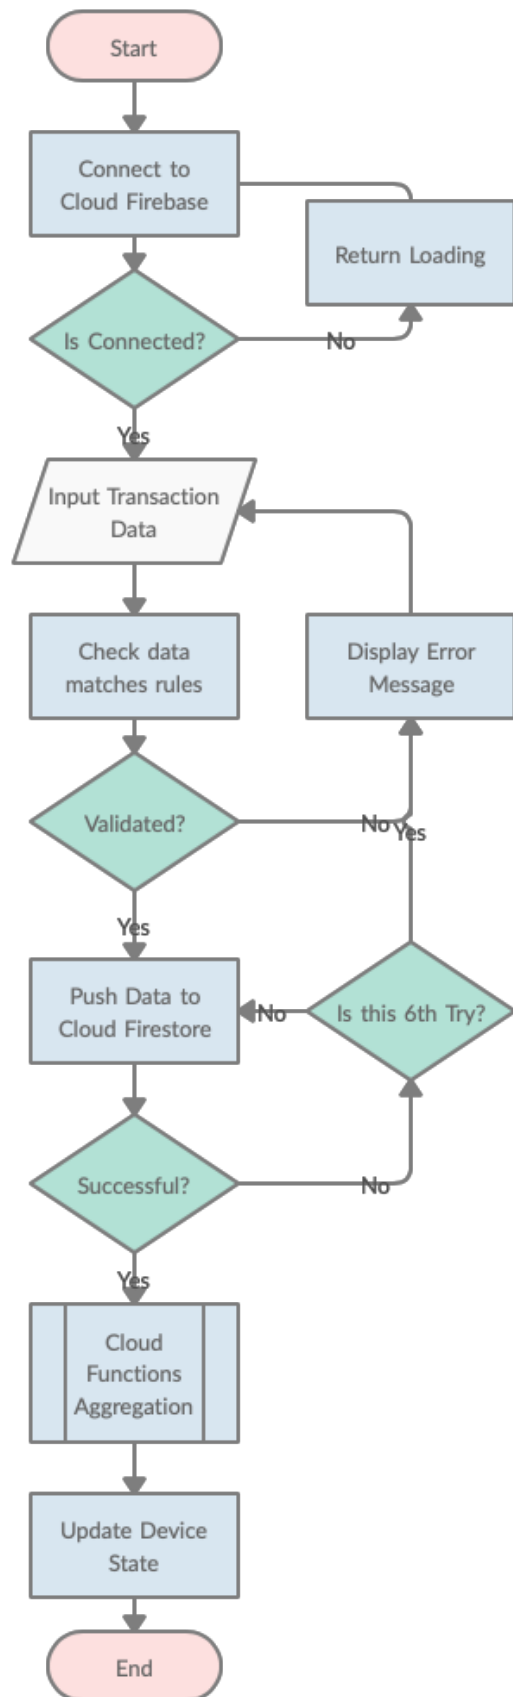 Start
Connect to
Cloud Firebase
Return Loading
Is Connected?
No
Yes
Input Transaction
Data
Check data
matches rules
Display Error
Message
Validated?
No
Yes
Yes
Push Data to
Cloud Firestore
No
Is this 6th Try?
Successful?
No
Yes
Cloud
Functions
Aggregation
Update Device
State
End